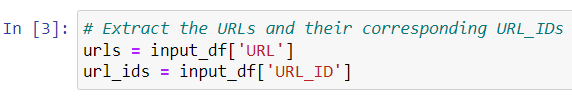 In [3]: # Extract the URLs and their corresponding URL_IDs
urls = input_df['URL']
url_ids = input_df['URL_ID']